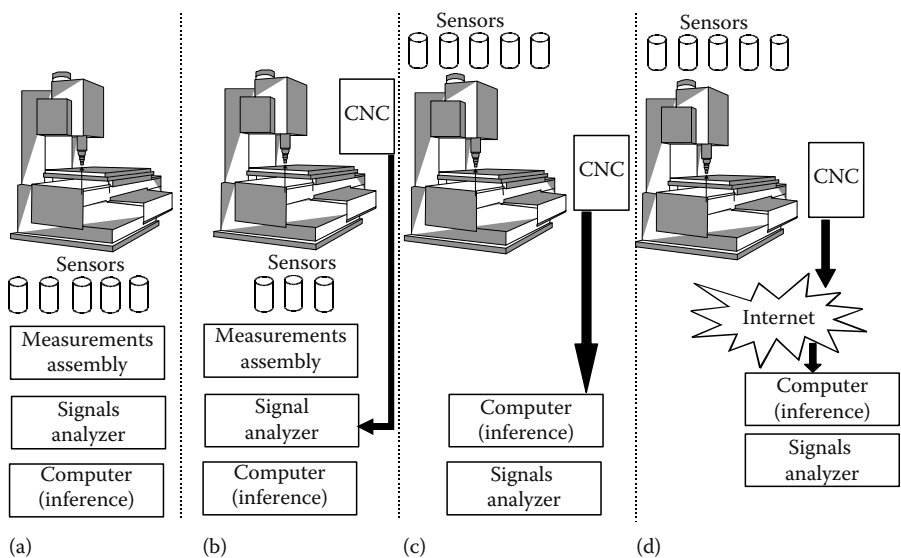 Sensors
Measurements
assembly
Signals
analyzer
Computer
(inference)
(a)
CNC
Sensors
Measurements
assembly
Signal
analyzer
Computer
(inference)
(b)
Sensors
CNC
Computer
(inference)
Signals
analyzer
(c)
Sensors
CNC
Internet
Computer
(inference)
Signals
analyzer
(d)